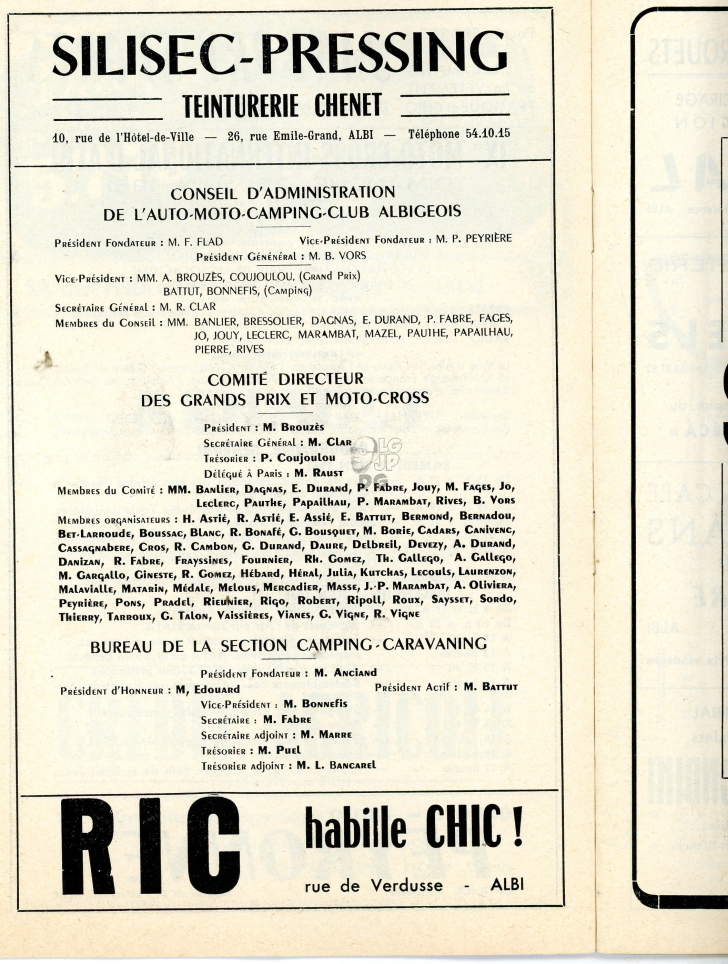 SILISEC-PRESSING
TEINTURERIE CHENET
10, rue de l'Hôtel-de-Ville — 26, rue Emile-Grand, ALBI — Téléphone 54.10.15
CONSEIL D'ADMINISTRATION
DE L'AUTO-MOTO-CAMPING-CLUB ALBIGEOIS
Président Fondateur : M. F. FLAD Vice-Président Fondateur : M. P. PEYRIÈRE
Président Génénéral : M. B. VORS
Vice-Président : MM. A. BROUZÈS, COUJOULOU, (Grand Prix)
BATTUT, BONNEFIS, (Camping)
Secrétaire Général : M. R. CLAR
Membres du Conseil : MM. BANLIER, BRESSOLIER, DAGNAS, E. DURAND, P. FABRE, FAGES,
JO, JOUY, LECLERC, MARAMBAT, MAZEL, PAUTHE, PAPAILHAU,
PIERRE, RIVES
COMITÉ DIRECTEUR
DES GRANDS PRIX ET MOTO-CROSS
Président : M. Brouzès
Secrétaire Général : M. Clar
Trésorier : P. Coujoulou
Délégué à Paris : M. Raust
Membres du Comité : MM. Banlier, Dagnas, E. Durand, P. Fabre, Jouy, M. Fages, Jo,
Leclerc, Pauthe, Papailhau, P. Marambat, Rives, B. Vors
Membres organisateurs : H. Astié, R. Astié, E. Assié, E. Battut, Bermond, Bernadou,
Bet-Larroude, Boussac, Blanc, R. Bonafé, G. Bousquet, M. Borie, Cadars, Canivenc,
Cassagnabere, Cros, R. Cambon, G. Durand, Daure, Delbreil, Devezy, A. Durand,
Danizan, R. Fabre, Frayssines, Fournier, Rh. Gomez, Th. Gallego, A. Gallego,
M. Gargallo, Gineste, R. Gomez, Hébard, Héral, Julia, Kutchas, Lecouls, Laurenzon,
Malavialle, Matarin, Médale, Melous, Mercadier, Masse, J.-P. Marambat, A. Oliviera,
Peyrière, Pons, Pradel, Rieunier, Rigo, Robert, Ripoll, Roux, Saysset, Sordo,
Thierry, Tarroux, G. Talon, Vaissières, Vianes, G. Vigne, R. Vigne
BUREAU DE LA SECTION CAMPING-CARAVANING
Président Fondateur : M. Anciand
Président d'Honneur : M, Edouard Président Actif : M. Battut
Vice-Président : M. Bonnefis
Secrétaire : M. Fabre
Secrétaire adjoint : M. Marre
Trésorier : M. Puel
Trésorier adjoint : M. L. Bancarel
RIC habille CHIC !
rue de Verdusse - ALBI
LG
JP
DG